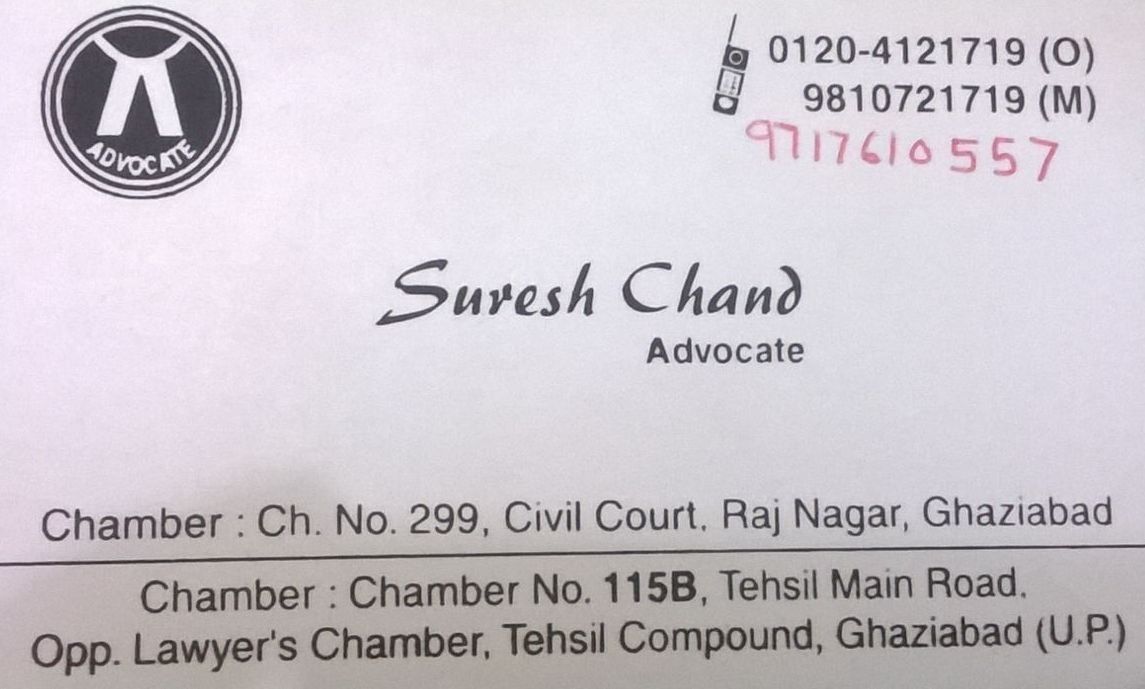 ADVOCATE
0120-4121719 (O)
9810721719 (M)
9717610557
Suresh Chand
Advocate
Chamber : Ch. No. 299, Civil Court. Raj Nagar, Ghaziabad
Chamber : Chamber No. 115B, Tehsil Main Road.
Opp. Lawyer's Chamber, Tehsil Compound, Ghaziabad (U.P.)